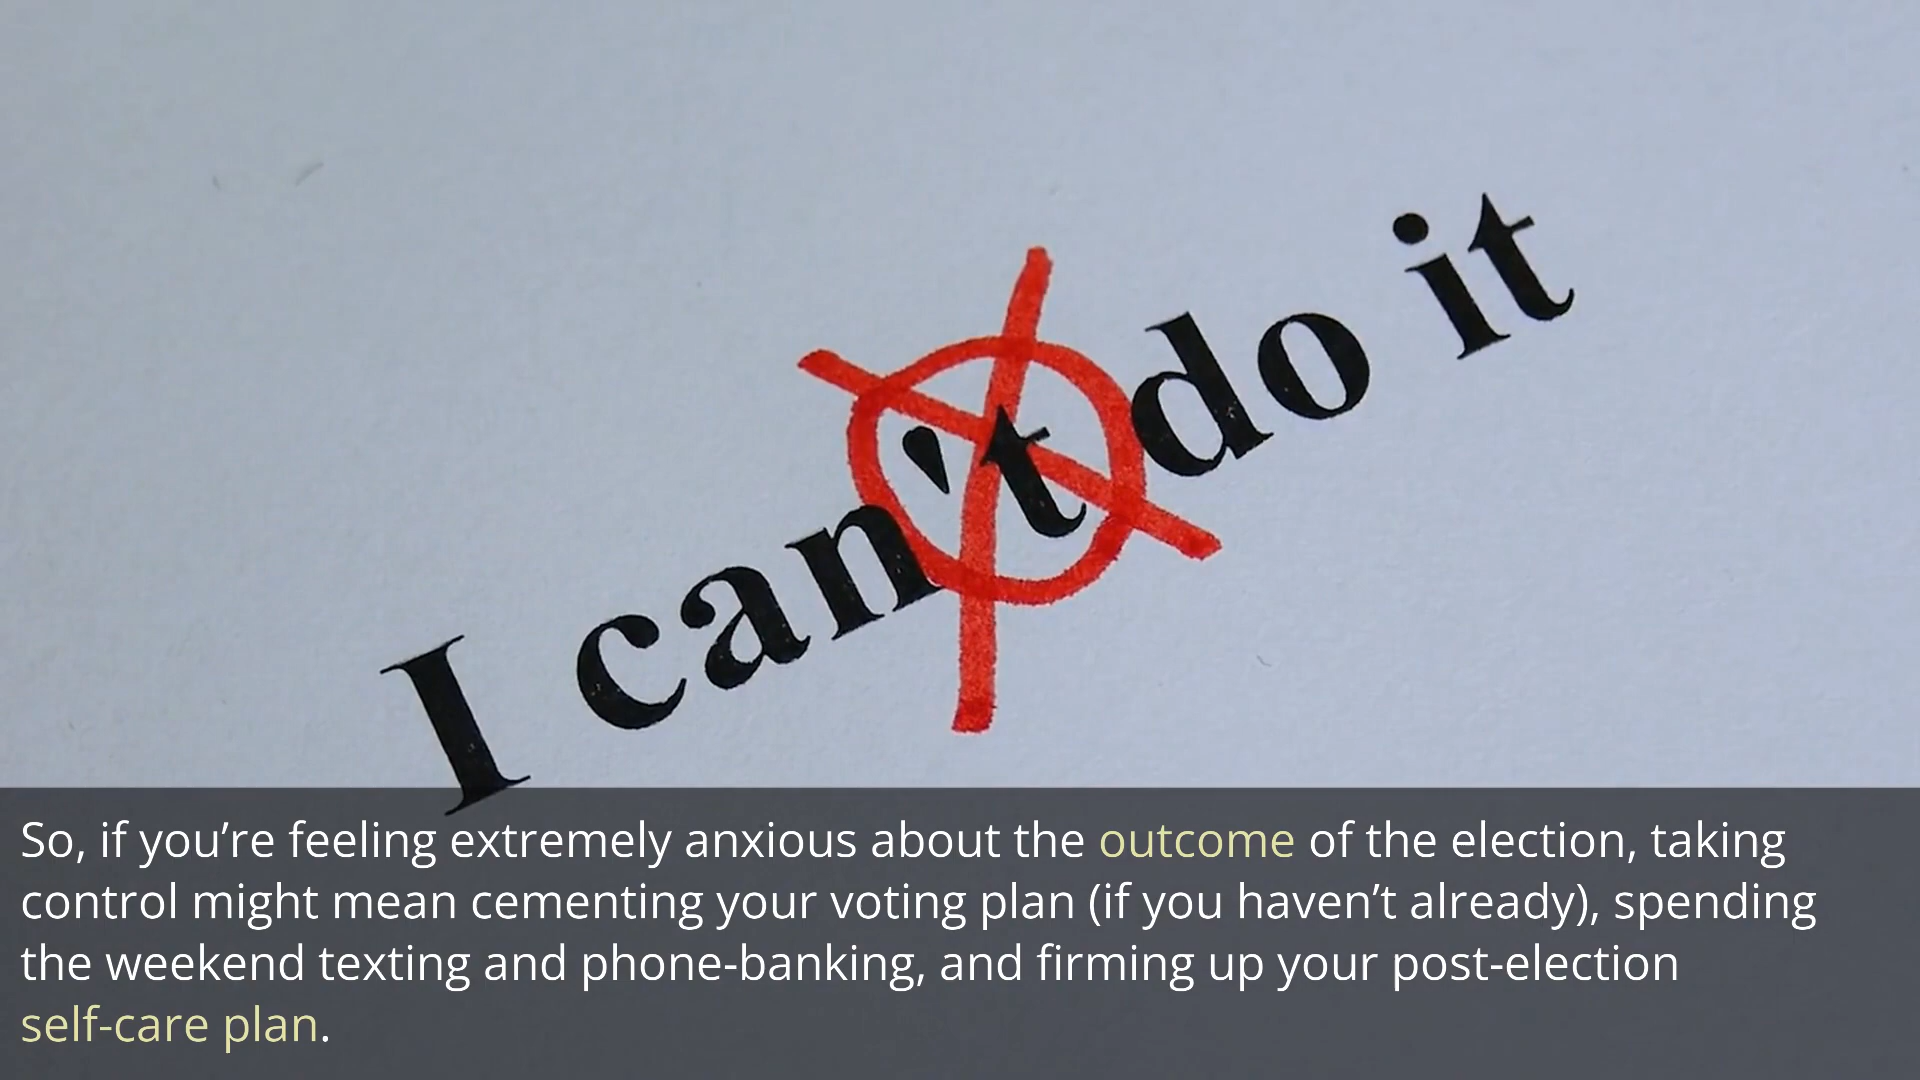 I can't do it
So, if you’re feeling extremely anxious about the outcome of the election, taking
control might mean cementing your voting plan (if you haven’t already), spending
the weekend texting and phone-banking, and firming up your post-election
self-care plan.